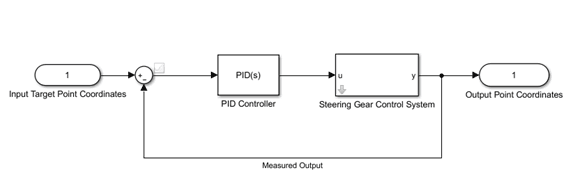 1
Input Target Point Coordinates
+
−
PID(s)
PID Controller
u
y
Steering Gear Control System
1
Output Point Coordinates
Measured Output